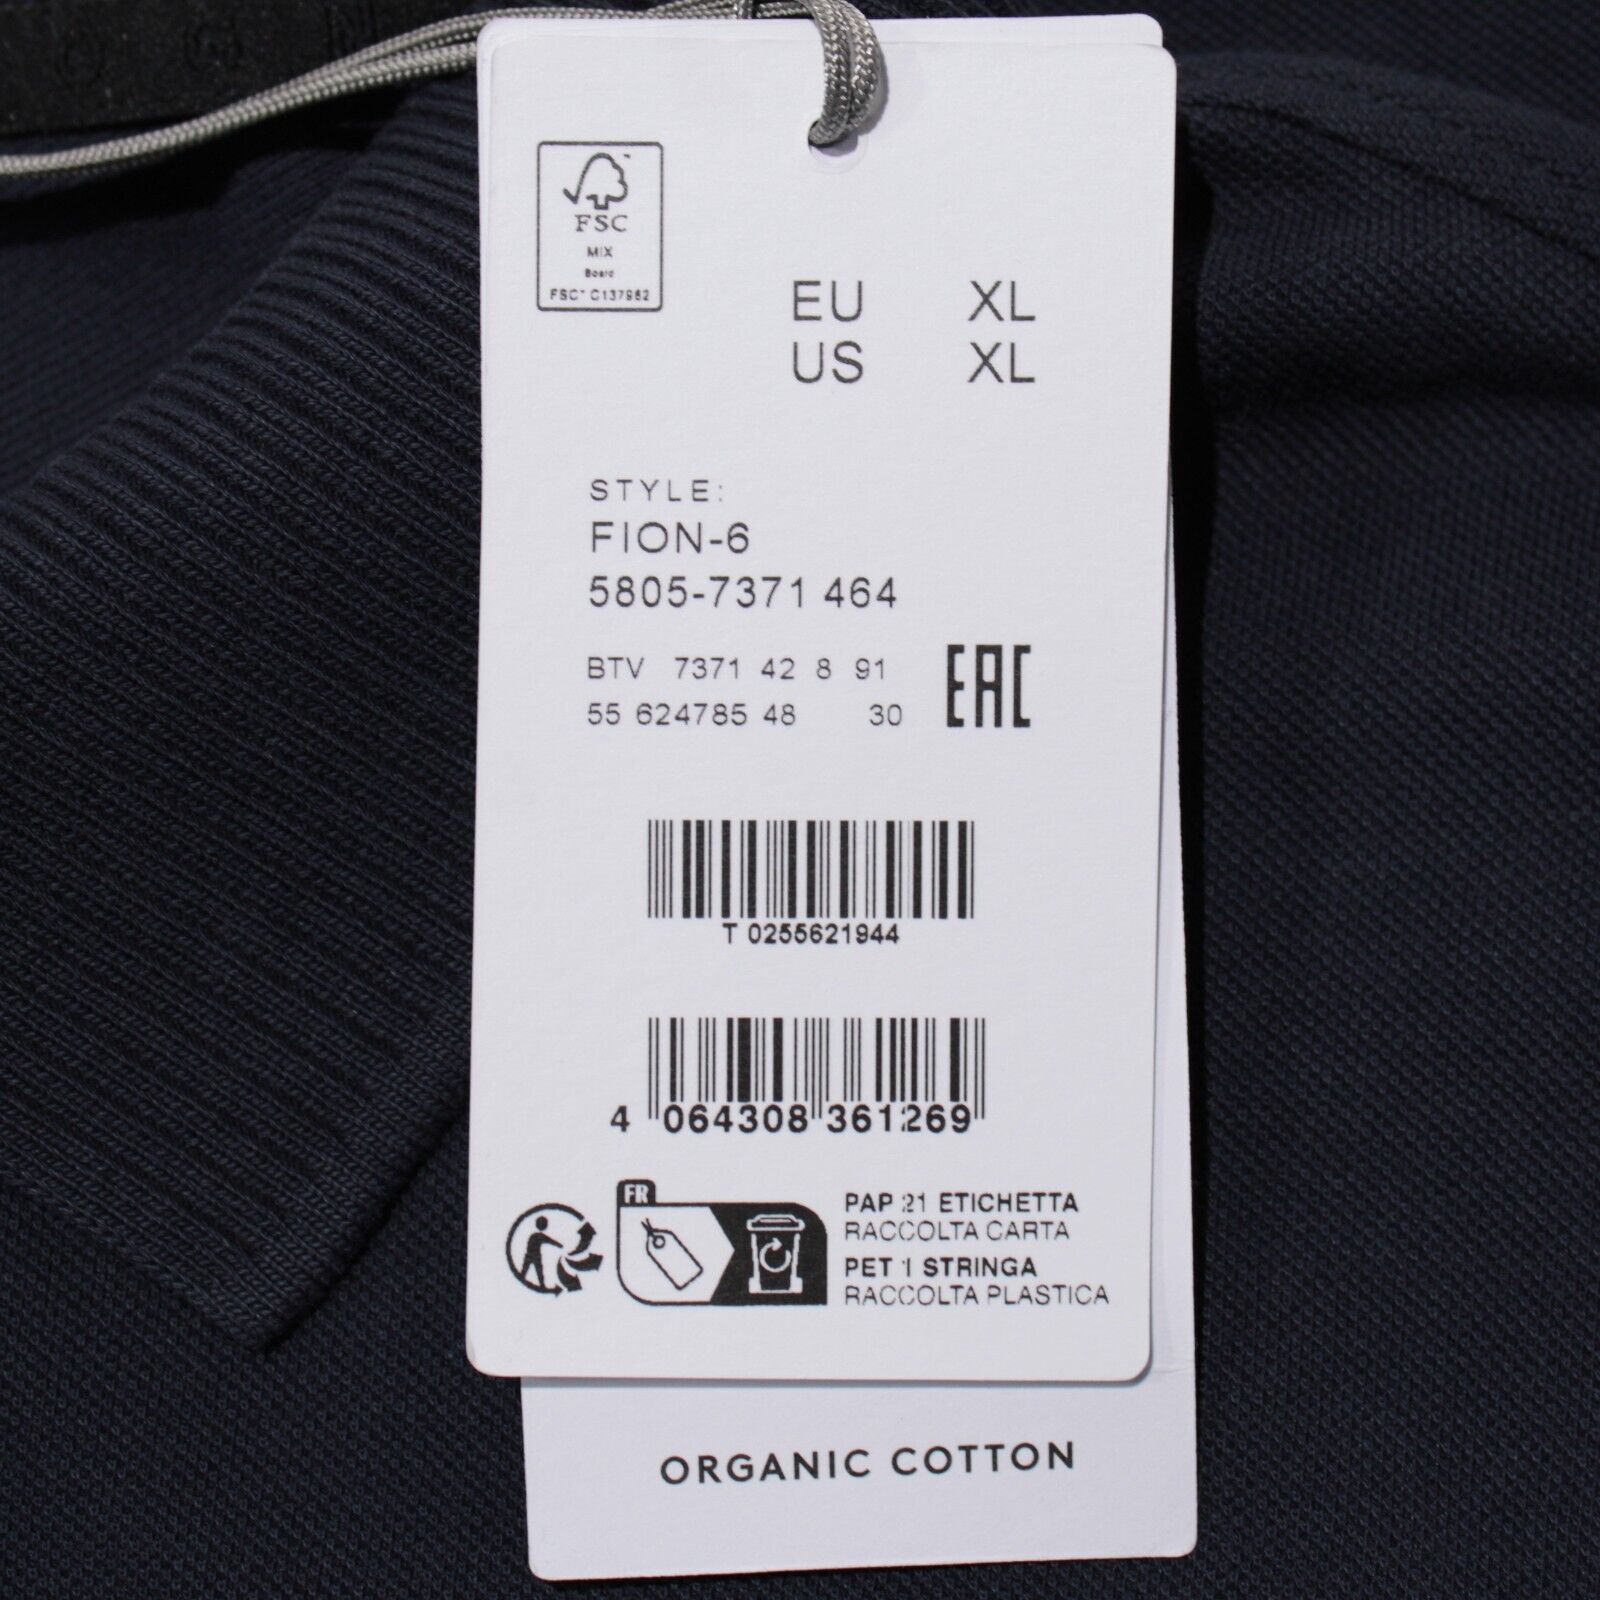 FSC
MIX
Board
FSC™ C137962
EU XL
US XL
STYLE:
FION-6
5805-7371 464
BTV 7371 42 8 91
55 624785 48 30
EAC
T 0255621944
4 064308 361269
FR
PAP 21 ETICHETTA
RACCOLTA CARTA
PET 1 STRINGA
RACCOLTA PLASTICA
ORGANIC COTTON